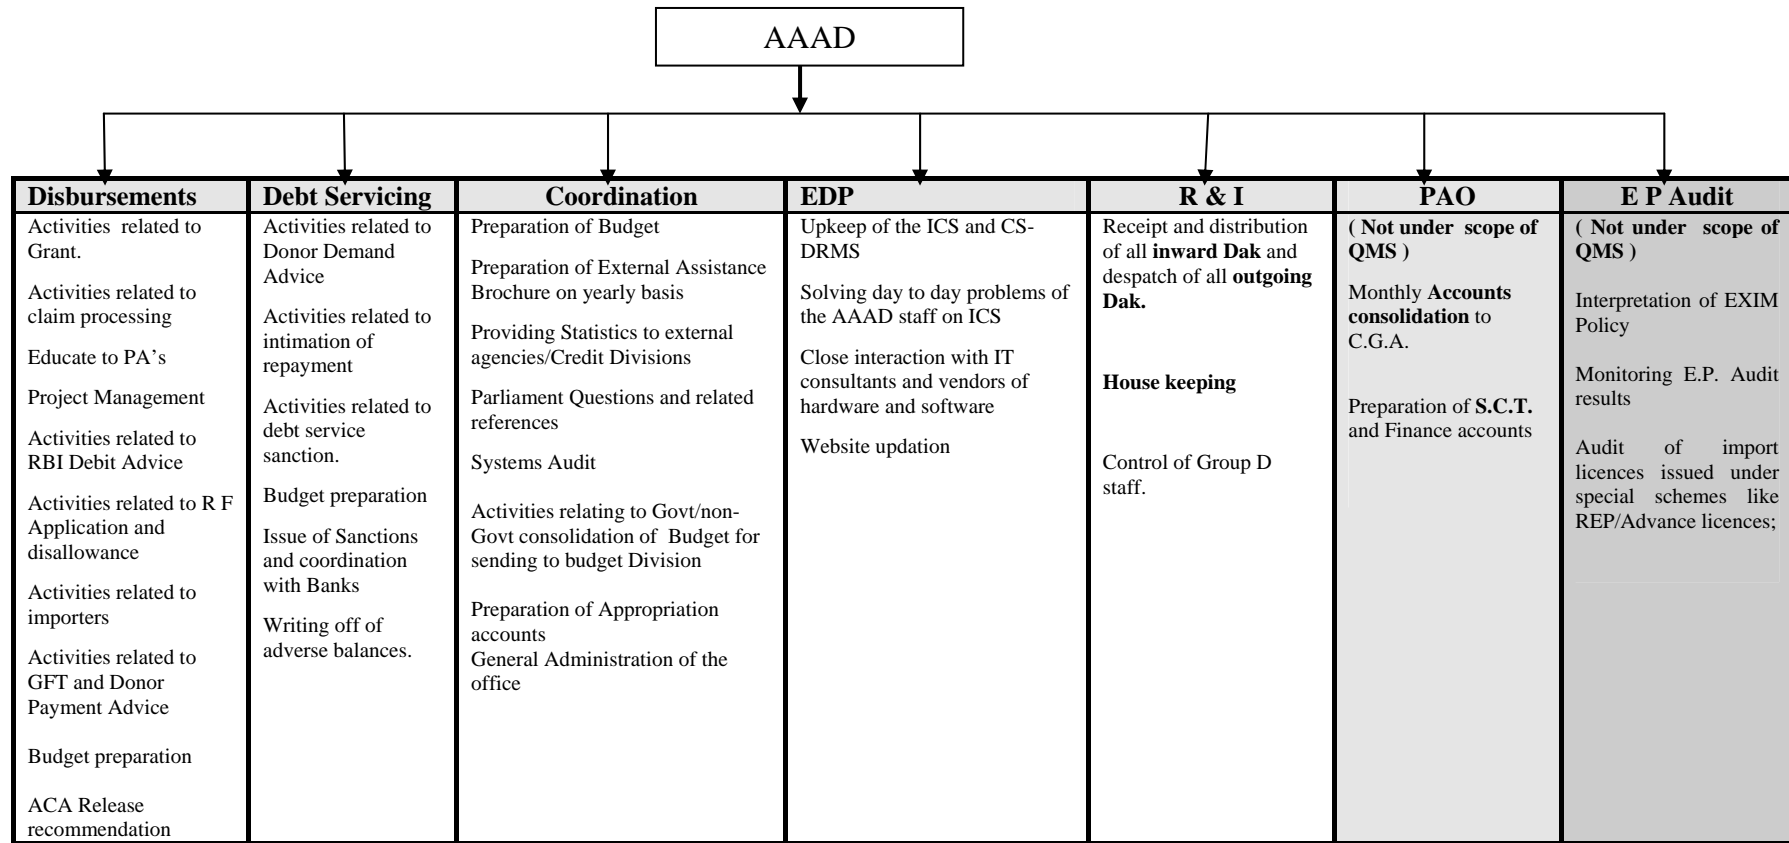 AAAD
Disbursements
Activities related to
Grant.
Activities related to
claim processing
Educate to PA's
Project Management
Activities related to
RBI Debit Advice
Activities related to R F
Application and
disallowance
Activities related to
importers
Activities related to
GFT and Donor
Payment Advice
Budget preparation
ACA Release
recommendation
Debt Servicing
Activities related to
Donor Demand
Advice
Activities related to
intimation of
repayment
Activities related to
debt service
sanction.
Budget preparation
Issue of Sanctions
and coordination
with Banks
Writing off of
adverse balances.
Coordination
Preparation of Budget
Preparation of External Assistance
Brochure on yearly basis
Providing Statistics to external
agencies/Credit Divisions
Parliament Questions and related
references
Systems Audit
Activities relating to Govt/non-
Govt consolidation of Budget for
sending to budget Division
Preparation of Appropriation
accounts
General Administration of the
office
EDP
Upkeep of the ICS and CS-
DRMS
Solving day to day problems of
the AAAD staff on ICS
Close interaction with IT
consultants and vendors of
hardware and software
Website updation
R & I
Receipt and distribution
of all inward Dak and
despatch of all outgoing
Dak.
House keeping
Control of Group D
staff.
PAO
( Not under scope of
QMS )
Monthly Accounts
consolidation to
C.G.A.
Preparation of S.C.T.
and Finance accounts
E P Audit
( Not under scope of
QMS )
Interpretation of EXIM
Policy
Monitoring E.P. Audit
results
Audit of import
licences issued under
special schemes like
REP/Advance licences;